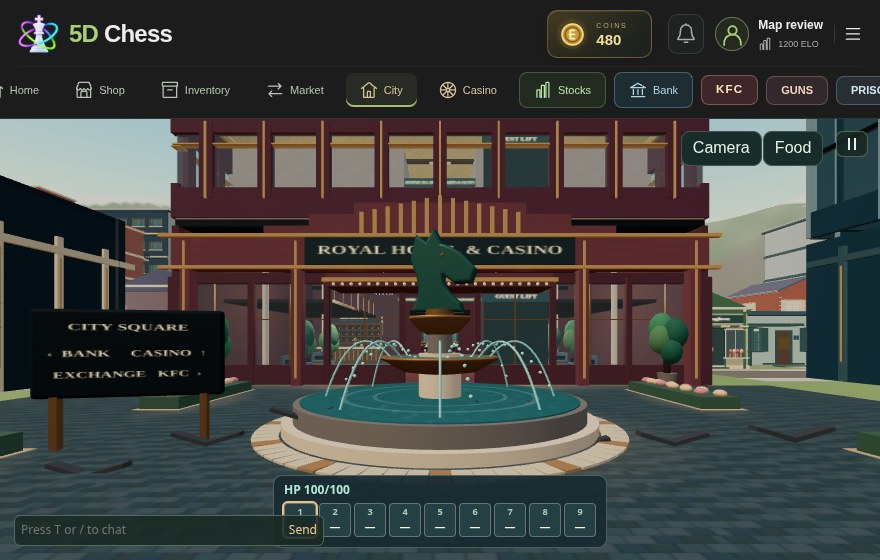 5D Chess
COINS
480
Map review
1200 ELO
Home
Shop
Inventory
Market
City
Casino
Stocks
Bank
KFC
GUNS
Camera
Food
GUEST LIFT
ROYAL & CASINO
GUEST LIFT
CITY SQUARE
‹ BANK CASINO ↑
EXCHANGE KFC ›
HP 100/100
1 2 3 4 5 6 7 8 9
— — — — — — — —
Press T or / to chat
Send